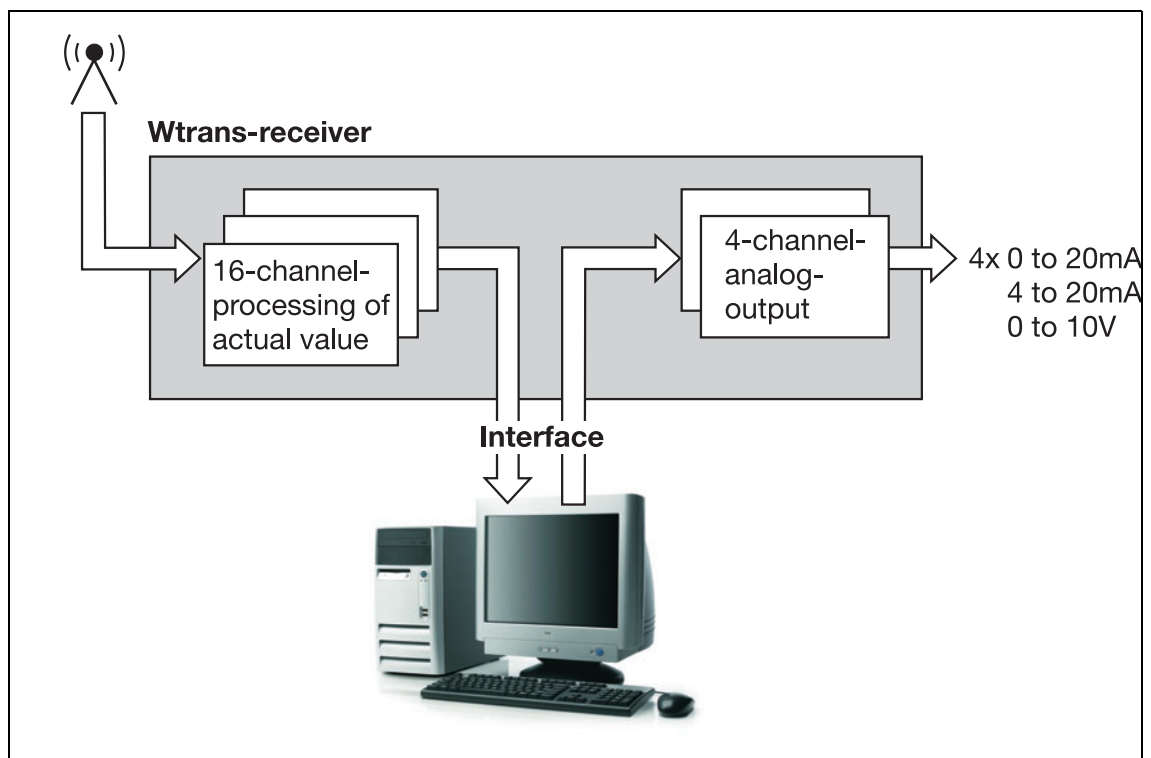 Wtrans-receiver
16-channel-
processing of
actual value
4-channel-
analog-
output
4x 0 to 20mA
4 to 20mA
0 to 10V
Interface